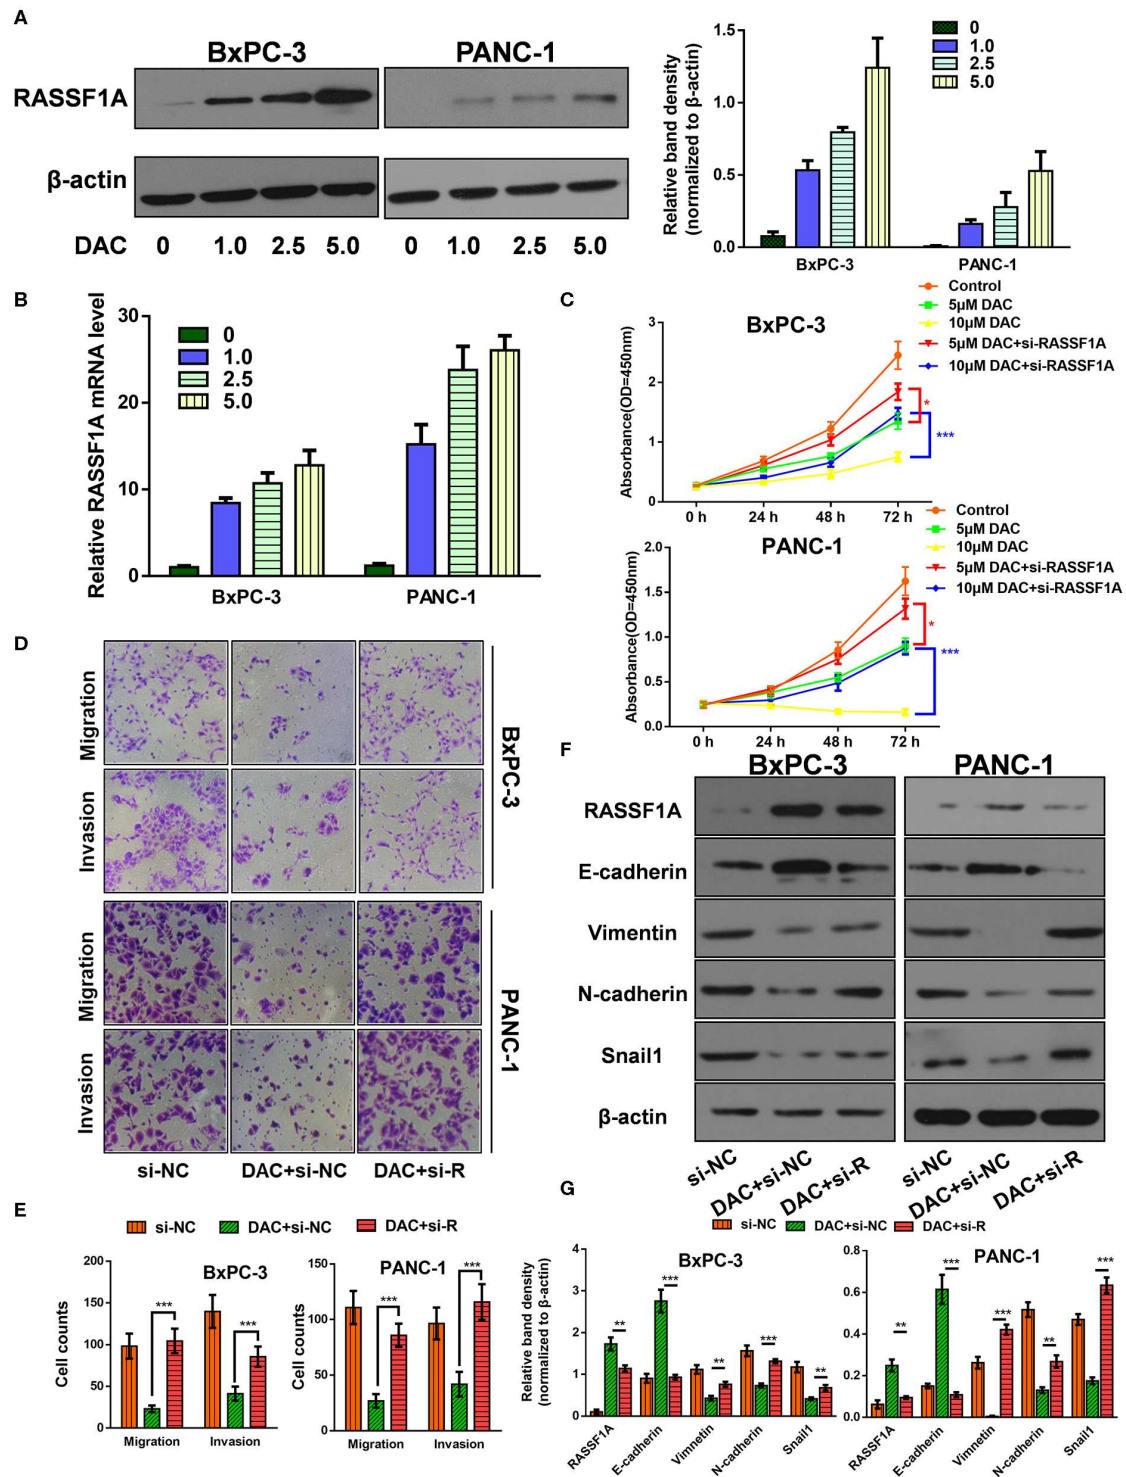 A
BxPC-3
PANC-1
RASSF1A
β-actin
DAC
0
1.0
2.5
5.0
0
1.0
2.5
5.0
Relative band density
(normalized to β-actin)
1.5
1.0
0.5
0.0
0
1.0
2.5
5.0
BxPC-3
PANC-1
B
Relative RASSF1A mRNA level
30
20
10
0
0
1.0
2.5
5.0
BxPC-3
PANC-1
C
BxPC-3
Control
5μM DAC
10μM DAC
5μM DAC+si-RASSF1A
10μM DAC+si-RASSF1A
Absorbance(OD=450nm)
3
2
1
0
*
***
0 h
24 h
48 h
72 h
PANC-1
Control
5μM DAC
10μM DAC
5μM DAC+si-RASSF1A
10μM DAC+si-RASSF1A
Absorbance(OD=450nm)
2.0
1.5
1.0
0.5
0.0
*
***
0 h
24 h
48 h
72 h
D
Migration
Invasion
BxPC-3
Migration
Invasion
PANC-1
si-NC
DAC+si-NC
DAC+si-R
E
si-NC
DAC+si-NC
DAC+si-R
BxPC-3
Cell counts
200
150
100
50
0
***
***
Migration
Invasion
PANC-1
Cell counts
150
100
50
0
***
***
Migration
Invasion
F
BxPC-3
PANC-1
RASSF1A
E-cadherin
Vimentin
N-cadherin
Snail1
β-actin
si-NC
DAC+si-NC
DAC+si-R
si-NC
DAC+si-NC
DAC+si-R
G
si-NC
DAC+si-NC
DAC+si-R
BxPC-3
Relative band density
(normalized to β-actin)
4
3
2
1
0
**
***
**
***
**
RASSF1A
E-cadherin
Vimnetin
N-cadherin
Snail1
PANC-1
0.8
0.6
0.4
0.2
0.0
**
***
***
**
***
RASSF1A
E-cadherin
Vimnetin
N-cadherin
Snail1